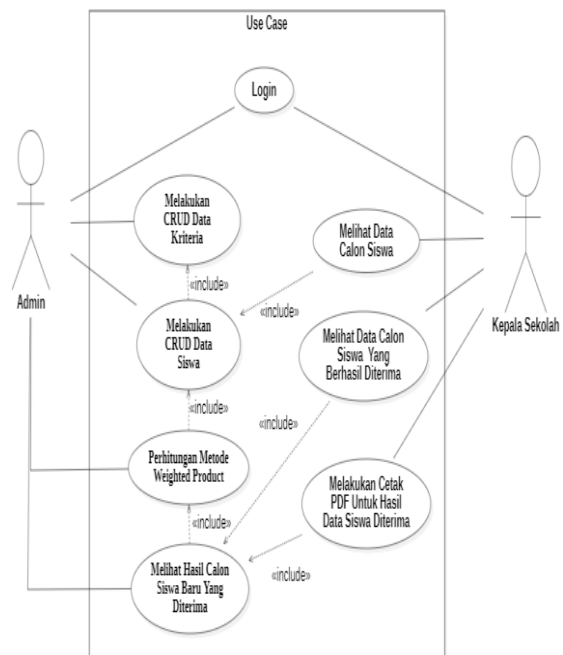 Use Case
Login
Melakukan
CRUD Data
Kriteria
Melihat Data
Calon Siswa
«include»
«include»
Admin
Kepala Sekolah
Melakukan
CRUD Data
Siswa
Melihat Data Calon
Siswa Yang
Berhasil Diterima
«include»
«include»
Perhitungan Metode
Weighted Product
Melakukan Cetak
PDF Untuk Hasil
Data Siswa Diterima
«include»
«include»
Melihat Hasil Calon
Siswa Baru Yang
Diterima